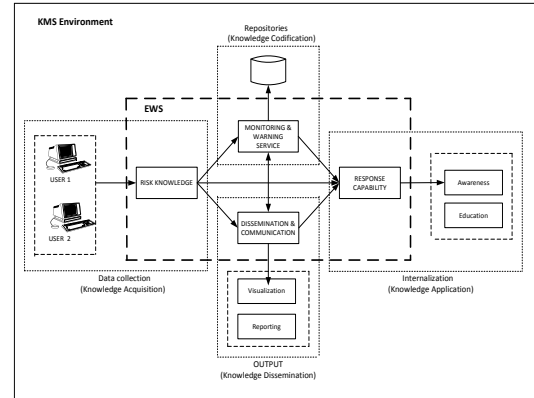 KMS Environment
Repositories
(Knowledge Codification)
EWS
MONITORING &
WARNING
SERVICE
USER 1
RISK KNOWLEDGE
RESPONSE
CAPABILITY
Awareness
Education
USER 2
DISSEMINATION &
COMMUNICATION
Data collection
(Knowledge Acquisition)
Internalization
(Knowledge Application)
Visualization
Reporting
OUTPUT
(Knowledge Dissemination)